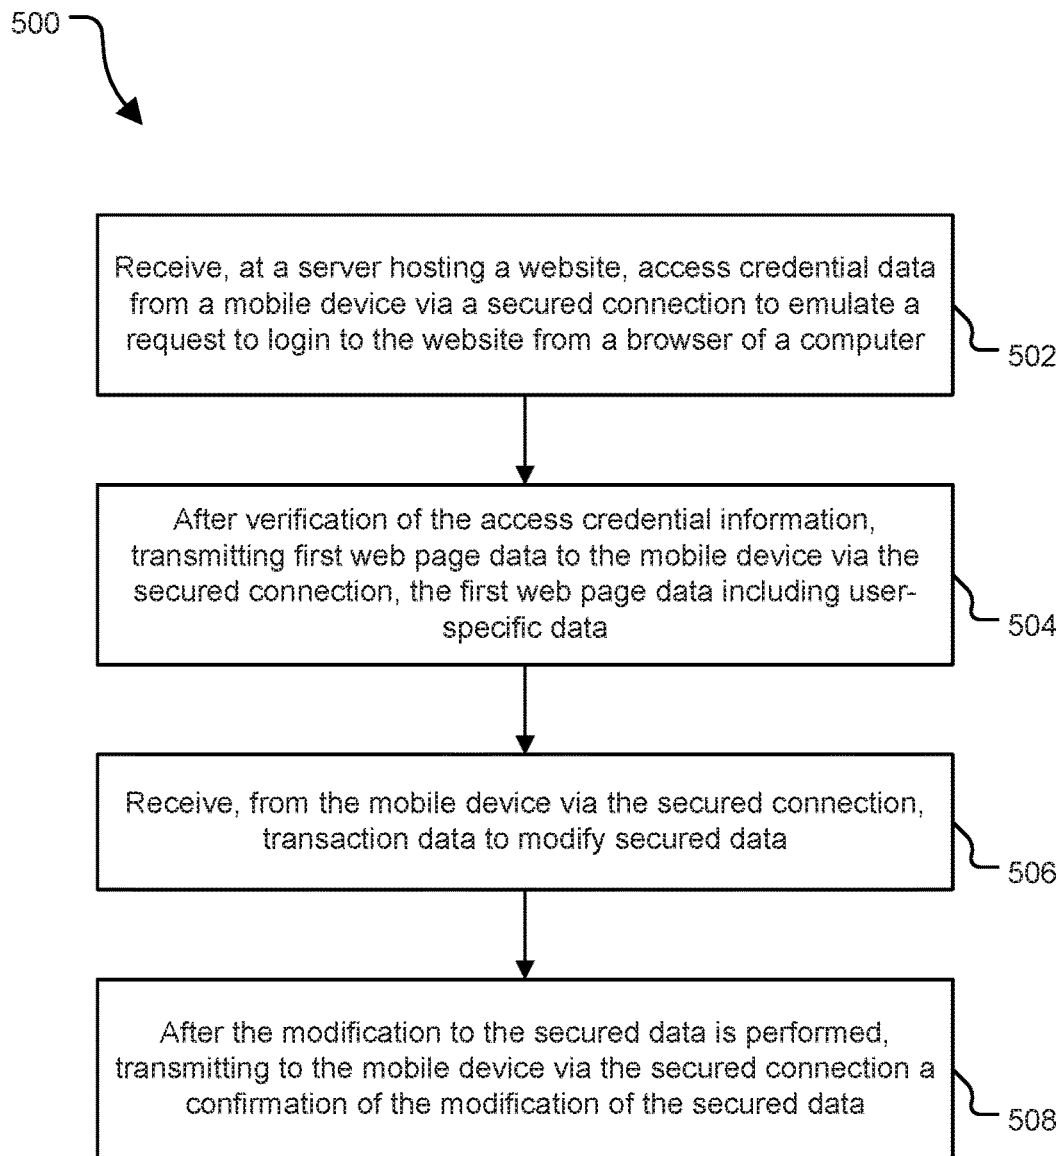 500
Receive, at a server hosting a website, access credential data
from a mobile device via a secured connection to emulate a
request to login to the website from a browser of a computer
502
After verification of the access credential information,
transmitting first web page data to the mobile device via the
secured connection, the first web page data including user-
specific data
504
Receive, from the mobile device via the secured connection,
transaction data to modify secured data
506
After the modification to the secured data is performed,
transmitting to the mobile device via the secured connection a
confirmation of the modification of the secured data
508